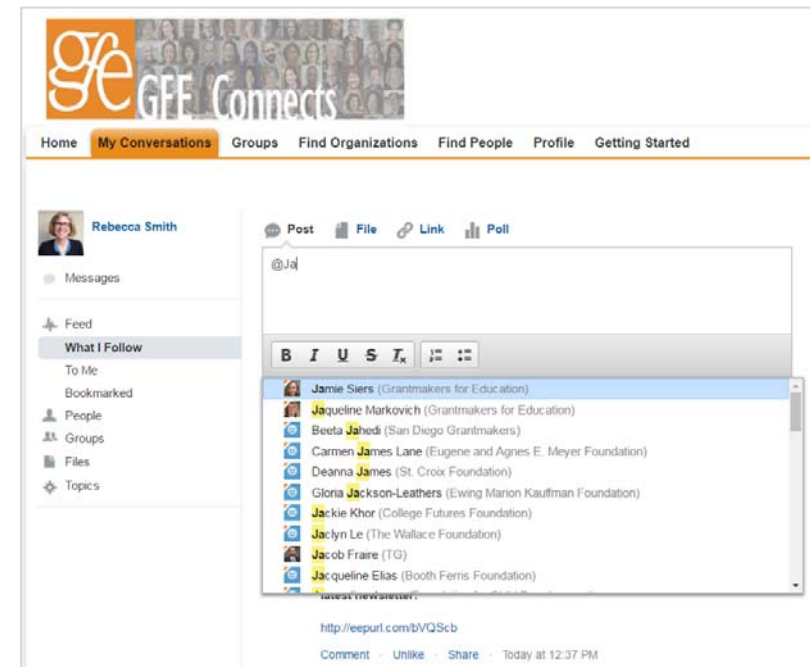 gfe GFE Connects
Home My Conversations Groups Find Organizations Find People Profile Getting Started
Rebecca Smith
Messages
Feed
What I Follow
To Me
Bookmarked
People
Groups
Files
Topics
Post File Link Poll
@Ja
B I U S Tx
Jamie Siers (Grantmakers for Education)
Jaqueline Markovich (Grantmakers for Education)
Beeta Jahedi (San Diego Grantmakers)
Carmen James Lane (Eugene and Agnes E. Meyer Foundation)
Deanna James (St. Croix Foundation)
Gloria Jackson-Leathers (Ewing Marion Kauffman Foundation)
Jackie Khor (College Futures Foundation)
Jaclyn Le (The Wallace Foundation)
Jacob Fraire (TG)
Jacqueline Elias (Booth Ferris Foundation)
latest newsletter:
http://eepurl.com/bVQScb
Comment · Unlike · Share · Today at 12:37 PM